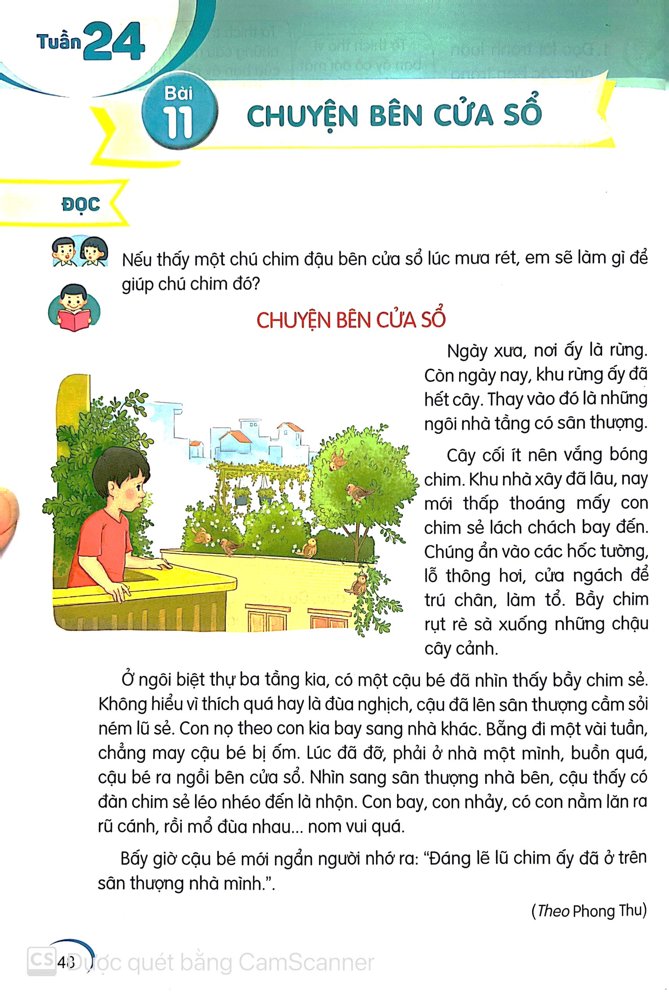 Tuần 24
Bài
11
CHUYỆN BÊN CỬA SỔ
ĐỌC
Nếu thấy một chú chim đậu bên cửa sổ lúc mưa rét, em sẽ làm gì để
giúp chú chim đó?
CHUYỆN BÊN CỬA SỔ
Ngày xưa, nơi ấy là rừng.
Còn ngày nay, khu rừng ấy đã
hết cây. Thay vào đó là những
ngôi nhà tầng có sân thượng.
Cây cối ít nên vắng bóng
chim. Khu nhà xây đã lâu, nay
mới thấp thoáng mấy con
chim sẻ lách chách bay đến.
Chúng ẩn vào các hốc tường,
lỗ thông hơi, cửa ngách để
trú chân, làm tổ. Bầy chim
rụt rè sà xuống những chậu
cây cảnh.
Ở ngôi biệt thự ba tầng kia, có một cậu bé đã nhìn thấy bầy chim sẻ.
Không hiểu vì thích quá hay là đùa nghịch, cậu đã lên sân thượng cầm sỏi
ném lũ sẻ. Con nọ theo con kia bay sang nhà khác. Bẵng đi một vài tuần,
chẳng may cậu bé bị ốm. Lúc đã đỡ, phải ở nhà một mình, buồn quá,
cậu bé ra ngồi bên cửa sổ. Nhìn sang sân thượng nhà bên, cậu thấy có
đàn chim sẻ léo nhéo đến là nhộn. Con bay, con nhảy, có con nằm lăn ra
rũ cánh, rồi mổ đùa nhau... nom vui quá.
Bấy giờ cậu bé mới ngẩn người nhớ ra: “Đáng lẽ lũ chim ấy đã ở trên
sân thượng nhà mình.”.
(Theo Phong Thu)
48
CS Được quét bằng CamScanner